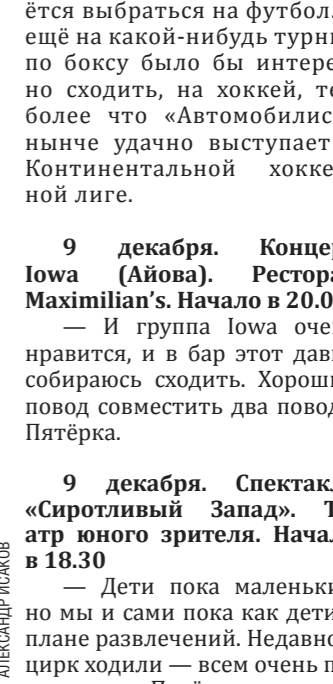 ётся выбраться на футбол.
ещё на какой-нибудь турни
по боксу было бы интере
но сходить, на хоккей, те
более что «Автомобилис
нынче удачно выступает
Континентальной хокке
ной лиге.
9 декабря. Концер
Iowa (Айова). Рестора
Maximilian’s. Начало в 20.0
— И группа Iowa оче
нравится, и в бар этот давн
собираюсь сходить. Хороши
повод совместить два повод
Пятёрка.
9 декабря. Спектакл
«Сиротливый Запад». Т
атр юного зрителя. Начал
в 18.30
— Дети пока маленьки
но мы и сами пока как дети
плане развлечений. Недавно
цирк ходили — всем очень п
АЛЕКСАНДР ИСАКОВ